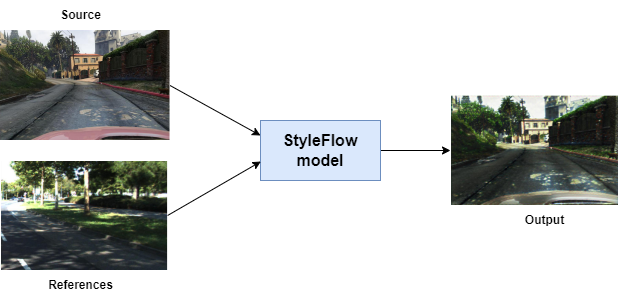 Source
StyleFlow
model
Output
References